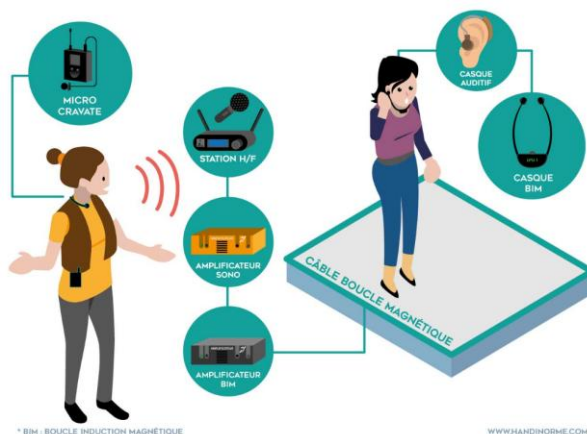 MICRO
CRAVATE
STATION H/F
AMPLIFICATEUR
SONO
AMPLIFICATEUR
BIM
CASQUE
AUDITIF
CASQUE
BIM
CÂBLE BOUCLE MAGNÉTIQUE
* BIM : BOUCLE INDUCTION MAGNÉTIQUE
WWW.HANDINORME.COM